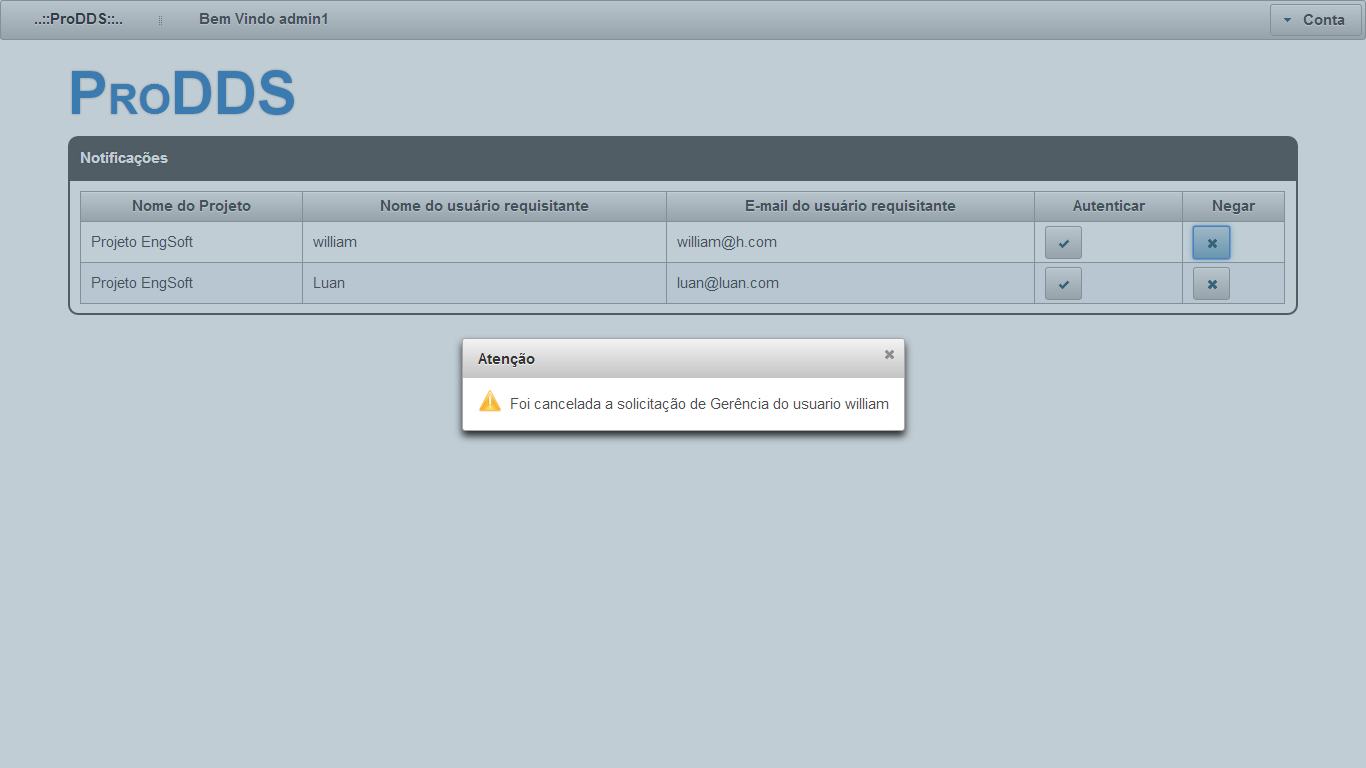 ..::ProDDS::.. Bem Vindo admin1 Conta
ProDDS
Notificações
Nome do Projeto Nome do usuário requisitante E-mail do usuário requisitante Autenticar Negar
Projeto EngSoft william william@h.com
Projeto EngSoft Luan luan@luan.com
Atenção
Foi cancelada a solicitação de Gerência do usuario william